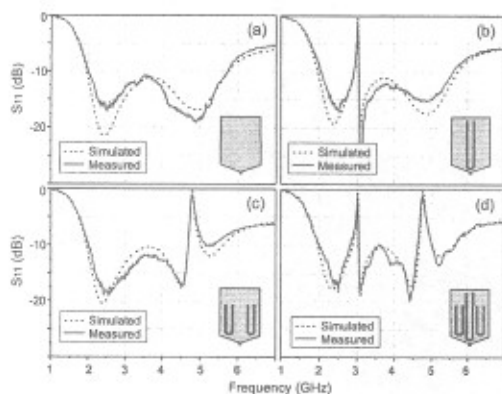 (a)
(b)
0
-10
-20
S11 (dB)
Simulated
Measured
Simulated
Measured
(c)
(d)
0
-10
-20
S11 (dB)
Simulated
Measured
Simulated
Measured
1 2 3 4 5 6
1 2 3 4 5 6
Frequency (GHz)